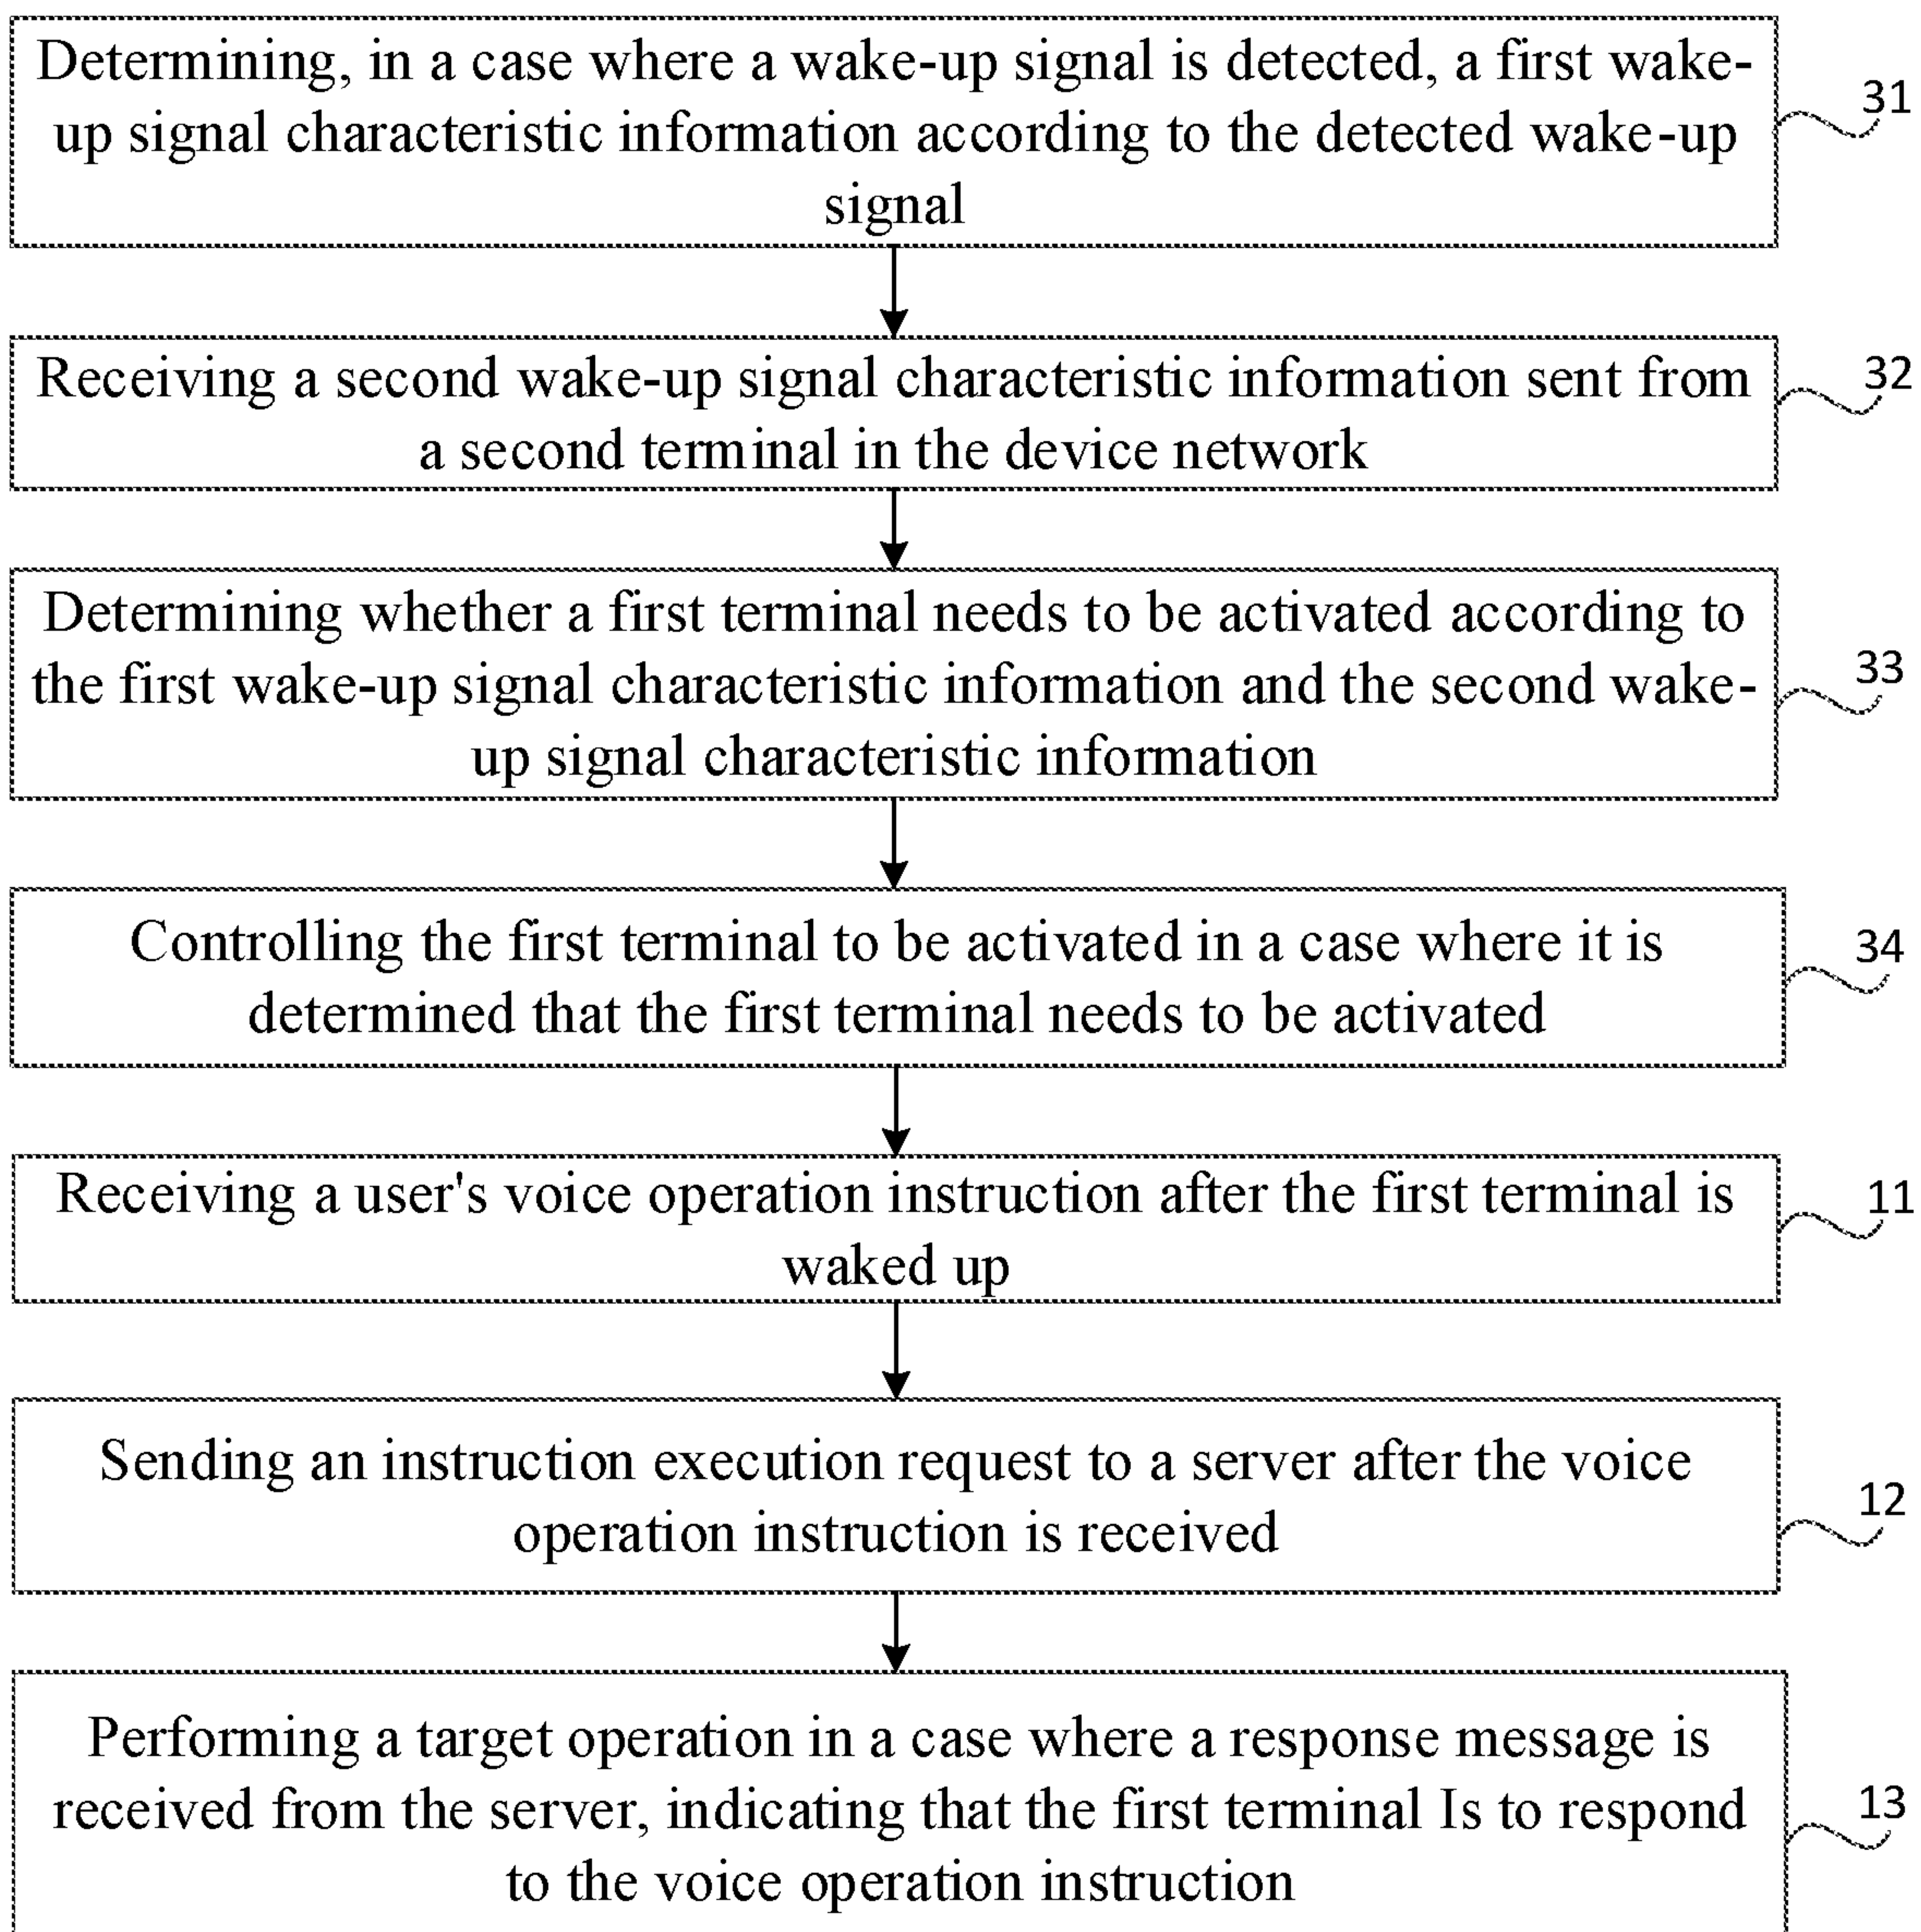 Determining, in a case where a wake-up signal is detected, a first wake-
up signal characteristic information according to the detected wake-up
signal
31
Receiving a second wake-up signal characteristic information sent from
a second terminal in the device network
32
Determining whether a first terminal needs to be activated according to
the first wake-up signal characteristic information and the second wake-
up signal characteristic information
33
Controlling the first terminal to be activated in a case where it is
determined that the first terminal needs to be activated
34
Receiving a user's voice operation instruction after the first terminal is
waked up
11
Sending an instruction execution request to a server after the voice
operation instruction is received
12
Performing a target operation in a case where a response message is
received from the server, indicating that the first terminal Is to respond
to the voice operation instruction
13